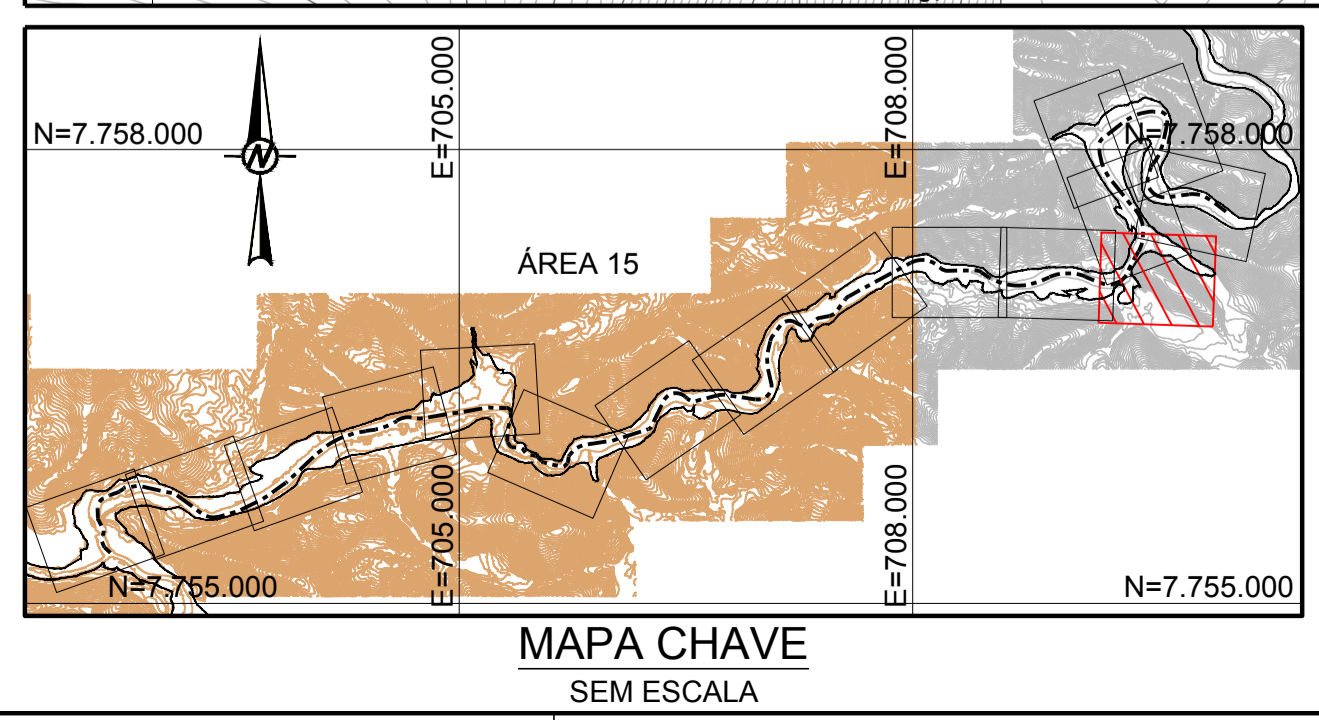 E=705.000
E=708.000
N=7.758.000
N=7.758.000
N
ÁREA 15
E=705.000
E=708.000
N=7.755.000
N=7.755.000
MAPA CHAVE
SEM ESCALA